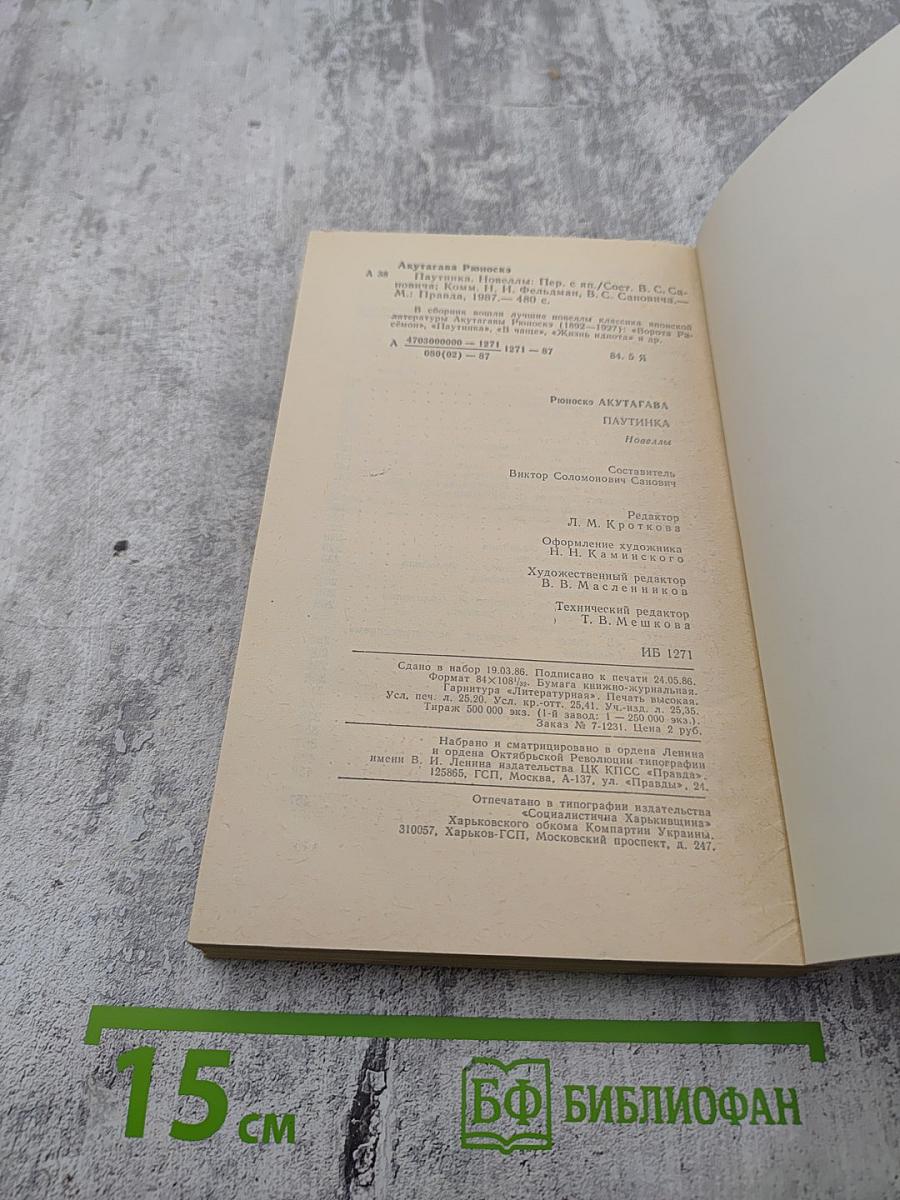 Акутагава Рюноскэ
А 38 Паутинка. Новеллы: Пер. с яп./Сост. В. С. Са-
новича; Комм. Н. И. Фельдман, В. С. Сановича.—
М.: Правда, 1987.— 480 с.
В сборник вошли лучшие новеллы классика японской
литературы Акутагавы Рюноскэ (1892—1927): «Ворота Ра-
сёмон», «Паутинка», «В чаще», «Жизнь идиота» и др.
А 4703000000 — 1271 1271 — 87 84. 5 Я
080(02) — 87
Рюноскэ АКУТАГАВА
ПАУТИНКА
Новеллы
Составитель
Виктор Соломонович Санович
Редактор
Л. М. Кроткова
Оформление художника
Н. Н. Каминского
Художественный редактор
В. В. Масленников
Технический редактор
Т. В. Мешкова
ИБ 1271
Сдано в набор 19.03.86. Подписано к печати 24.05.86.
Формат 84×108¹/₃₂. Бумага книжно-журнальная.
Гарнитура «Литературная». Печать высокая.
Усл. печ. л. 25.20. Усл. кр.-отт. 25,41. Уч.-изд. л. 25,35.
Тираж 500 000 экз. (1-й завод: 1 — 250 000 экз.).
Заказ № 7-1231. Цена 2 руб.
Набрано и сматрицировано в ордена Ленина
и ордена Октябрьской Революции типографии
имени В. И. Ленина издательства ЦК КПСС «Правда».
125865, ГСП, Москва, А-137, ул. «Правды», 24.
Отпечатано в типографии издательства
«Социалистична Харькивщина»
Харьковского обкома Компартии Украины.
310057, Харьков-ГСП, Московский проспект, д. 247.
15 см
БФ БИБЛИОФАН